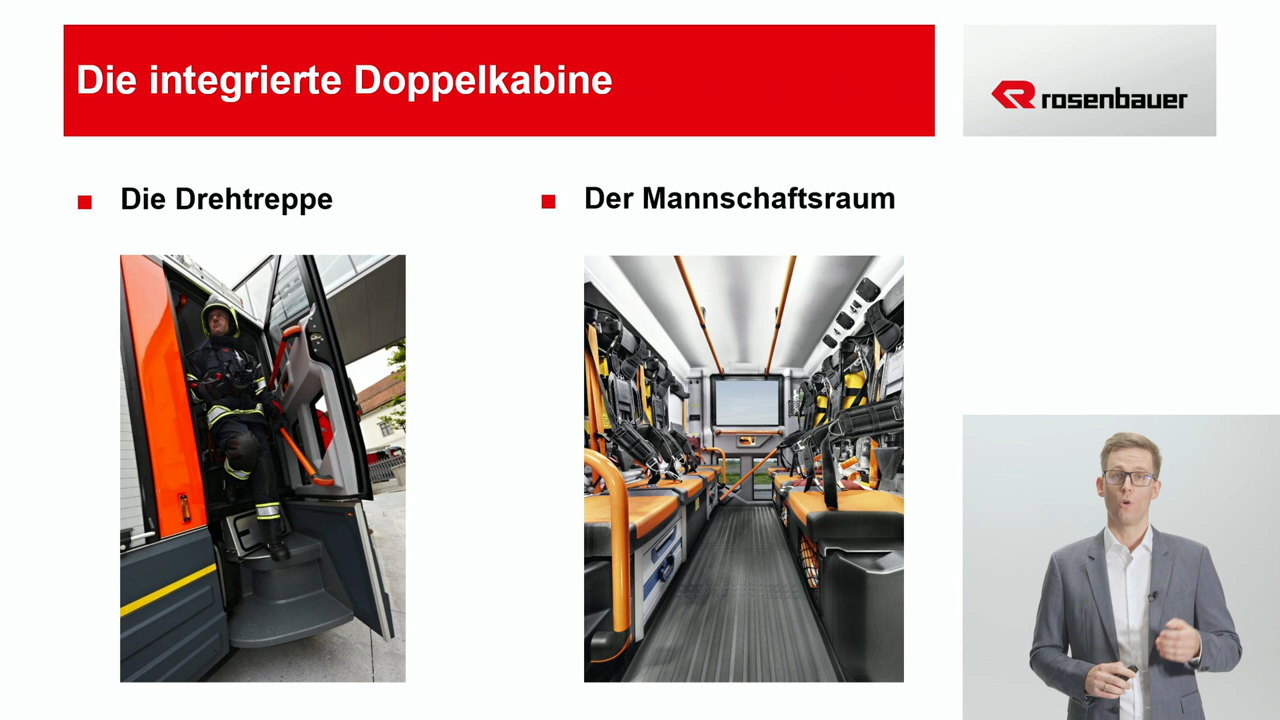 Die integrierte Doppelkabine
rosenbauer
Die Drehtreppe
Der Mannschaftsraum